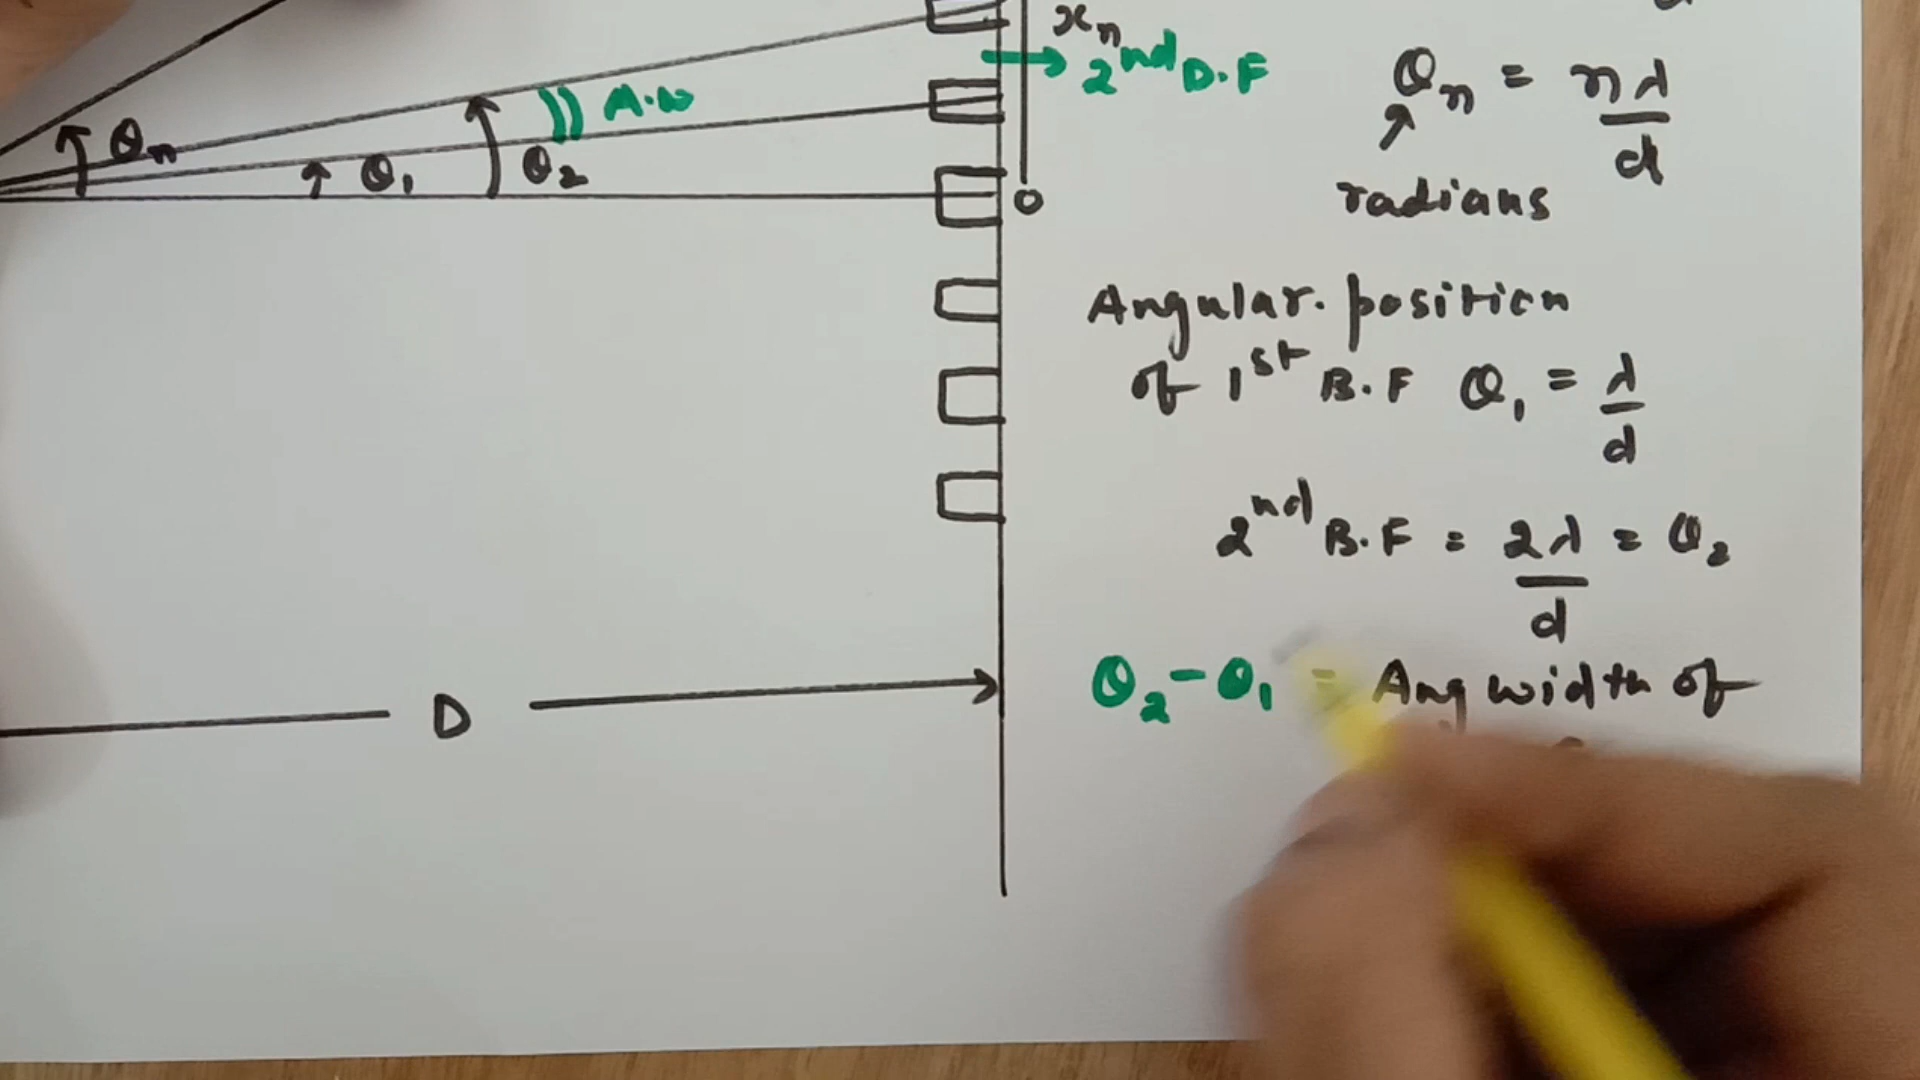 xₙ
2ⁿᵈ D.F
A.W
θₙ
θ₁
θ₂
O
D
θₙ = nλ/d
radians
Angular position
of 1ˢᵗ B.F θ₁ = λ/d
2ⁿᵈ B.F = 2λ/d = θ₂
θ₂ - θ₁ = Ang width of